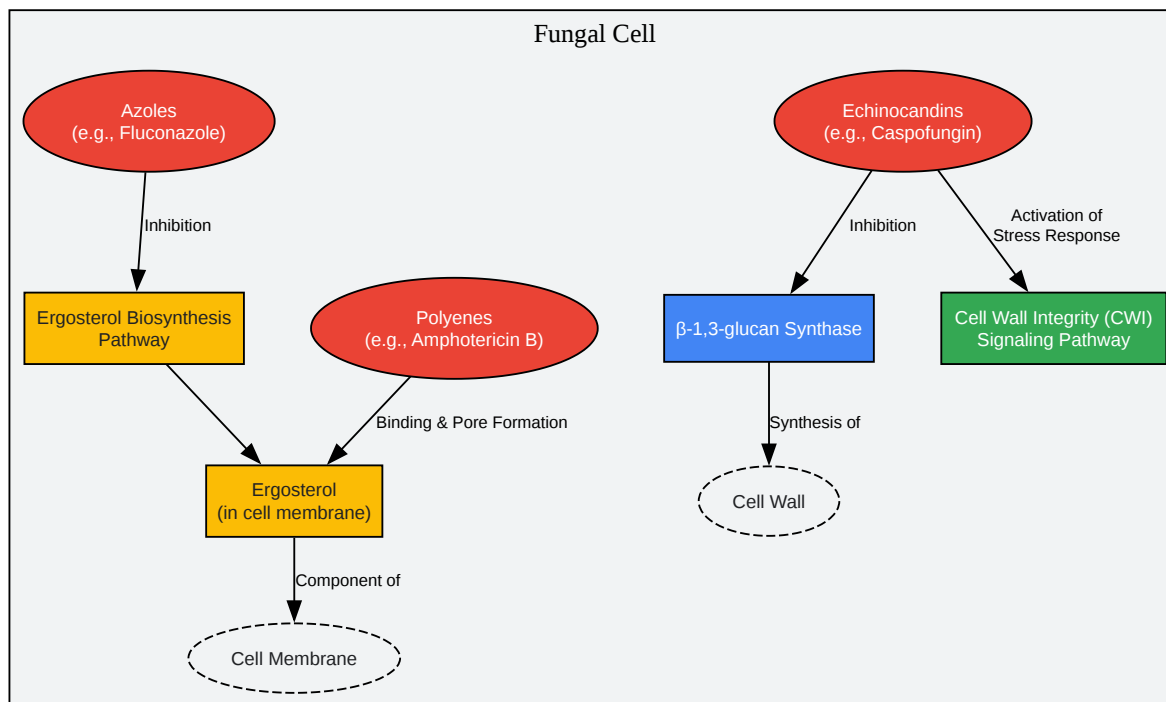 Fungal Cell
Azoles
(e.g., Fluconazole)
Echinocandins
(e.g., Caspofungin)
Inhibition
Inhibition
Activation of
Stress Response
Ergosterol Biosynthesis
Pathway
Polyenes
(e.g., Amphotericin B)
β-1,3-glucan Synthase
Cell Wall Integrity (CWI)
Signaling Pathway
Binding & Pore Formation
Synthesis of
Ergosterol
(in cell membrane)
Cell Wall
Component of
Cell Membrane